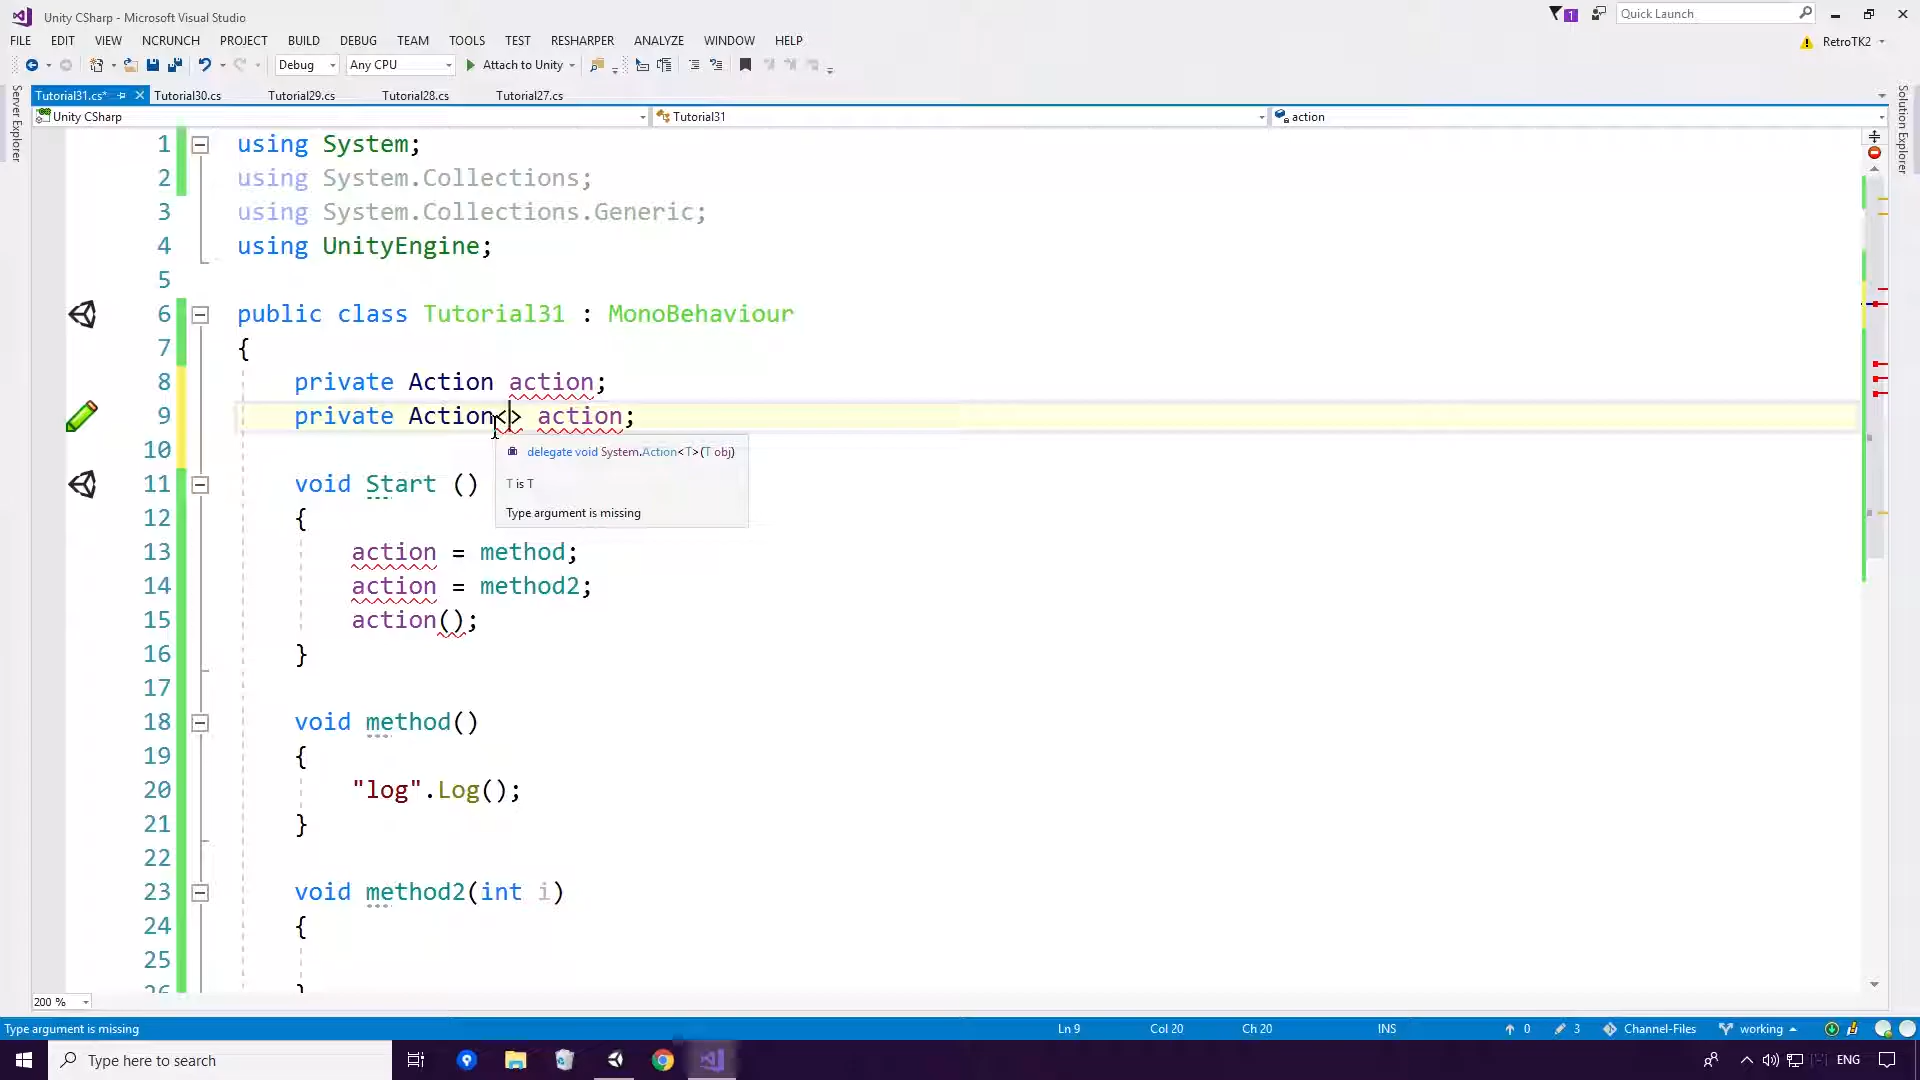 Unity CSharp - Microsoft Visual Studio
1
Quick Launch
FILE EDIT VIEW NCRUNCH PROJECT BUILD DEBUG TEAM TOOLS TEST RESHARPER ANALYZE WINDOW HELP
RetroTK2
Debug Any CPU Attach to Unity
Server Explorer
Solution Explorer
Tutorial31.cs* Tutorial30.cs Tutorial29.cs Tutorial28.cs Tutorial27.cs
Unity CSharp Tutorial31 action
1 using System;
2 using System.Collections;
3 using System.Collections.Generic;
4 using UnityEngine;
5
6 public class Tutorial31 : MonoBehaviour
7 {
8 private Action action;
9 private Action<> action;
10
delegate void System.Action<T>(T obj)
T is T
Type argument is missing
11 void Start ()
12 {
13 action = method;
14 action = method2;
15 action();
16 }
17
18 void method()
19 {
20 "log".Log();
21 }
22
23 void method2(int i)
24 {
25
26 }
200 %
Type argument is missing Ln 9 Col 20 Ch 20 INS 0 3 Channel-Files working
Type here to search ENG